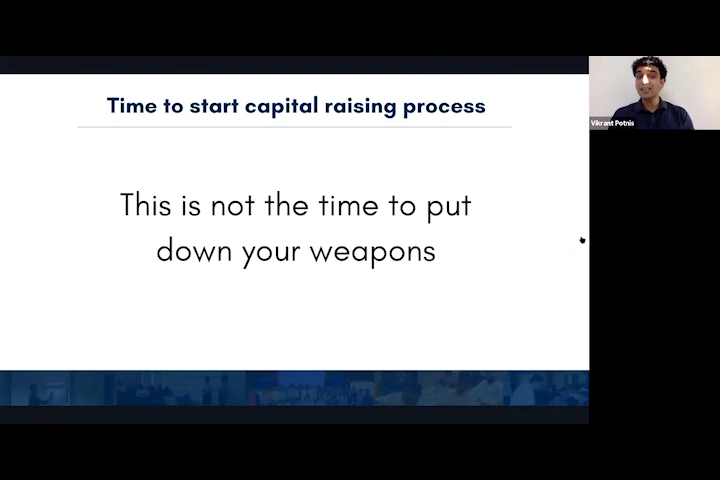 Time to start capital raising process
This is not the time to put
down your weapons
Vikrant Potnis